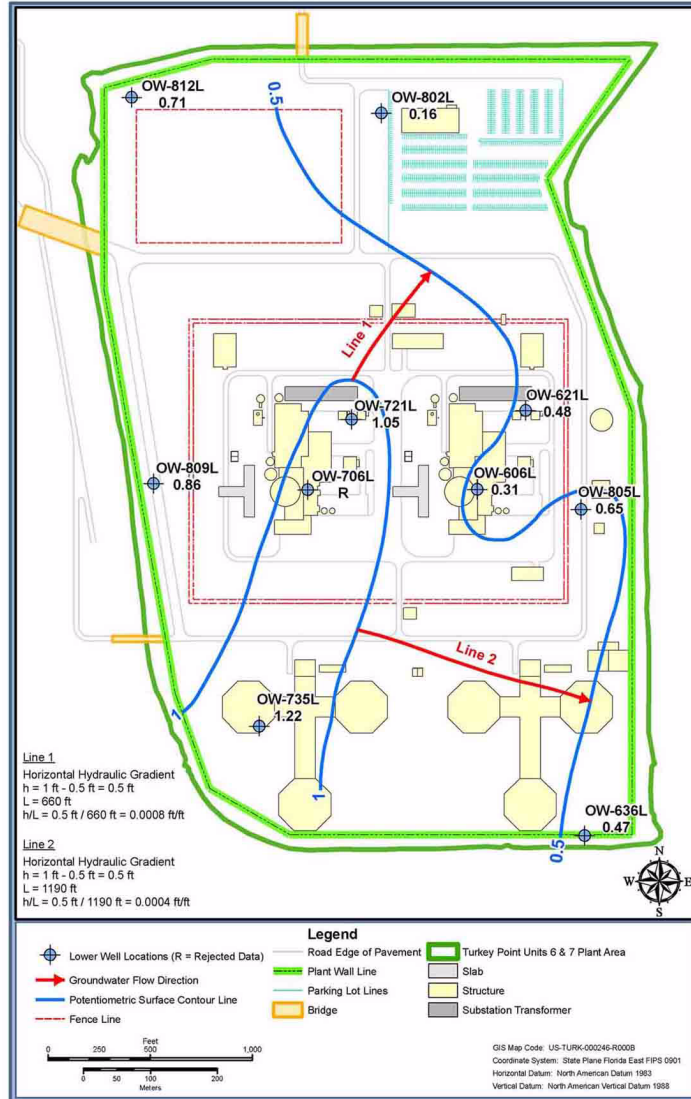 OW-812L
0.71
0.5
OW-802L
0.16
Line 1
OW-721L
1.05
OW-621L
0.48
OW-809L
0.86
OW-706L
R
OW-606L
0.31
OW-805L
0.65
Line 2
OW-735L
1.22
1
1
0.5
OW-636L
0.47
Line 1
Horizontal Hydraulic Gradient
h = 1 ft - 0.5 ft = 0.5 ft
L = 660 ft
h/L = 0.5 ft / 660 ft = 0.0008 ft/ft
Line 2
Horizontal Hydraulic Gradient
h = 1 ft - 0.5 ft = 0.5 ft
L = 1190 ft
h/L = 0.5 ft / 1190 ft = 0.0004 ft/ft
N
W E
S
Legend
Lower Well Locations (R = Rejected Data)
Groundwater Flow Direction
Potentiometric Surface Contour Line
Fence Line
Road Edge of Pavement
Plant Wall Line
Parking Lot Lines
Bridge
Turkey Point Units 6 & 7 Plant Area
Slab
Structure
Substation Transformer
Feet
0 250 500 1,000
0 50 100 200
Meters
GIS Map Code: US-TURK-000246-R000B
Coordinate System: State Plane Florida East FIPS 0901
Horizontal Datum: North American Datum 1983
Vertical Datum: North American Vertical Datum 1988